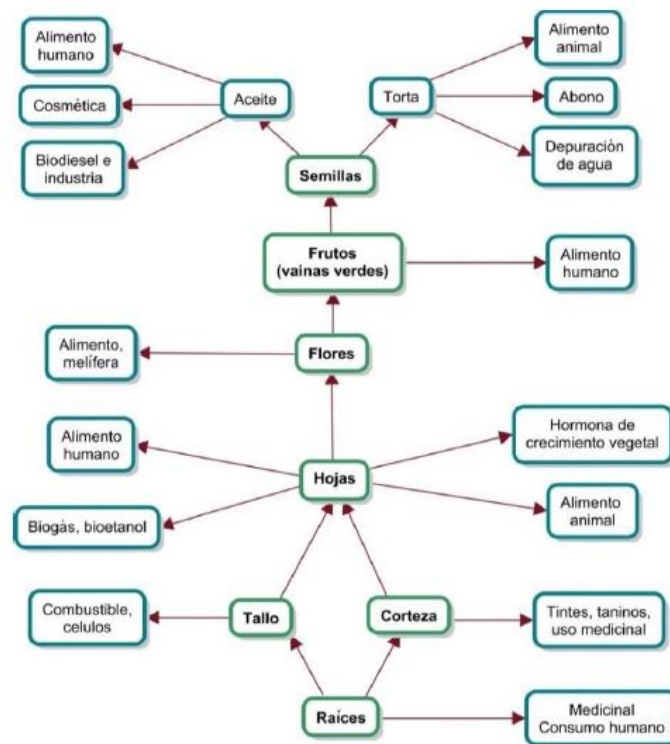 Alimento
humano
Cosmética
Biodiesel e
industria
Aceite
Torta
Alimento
animal
Abono
Depuración
de agua
Semillas
Frutos
(vainas verdes)
Alimento
humano
Alimento,
melífera
Flores
Alimento
humano
Hormona de
crecimiento vegetal
Hojas
Biogás, bioetanol
Alimento
animal
Combustible,
celulos
Tallo
Corteza
Tintes, taninos,
uso medicinal
Raíces
Medicinal
Consumo humano